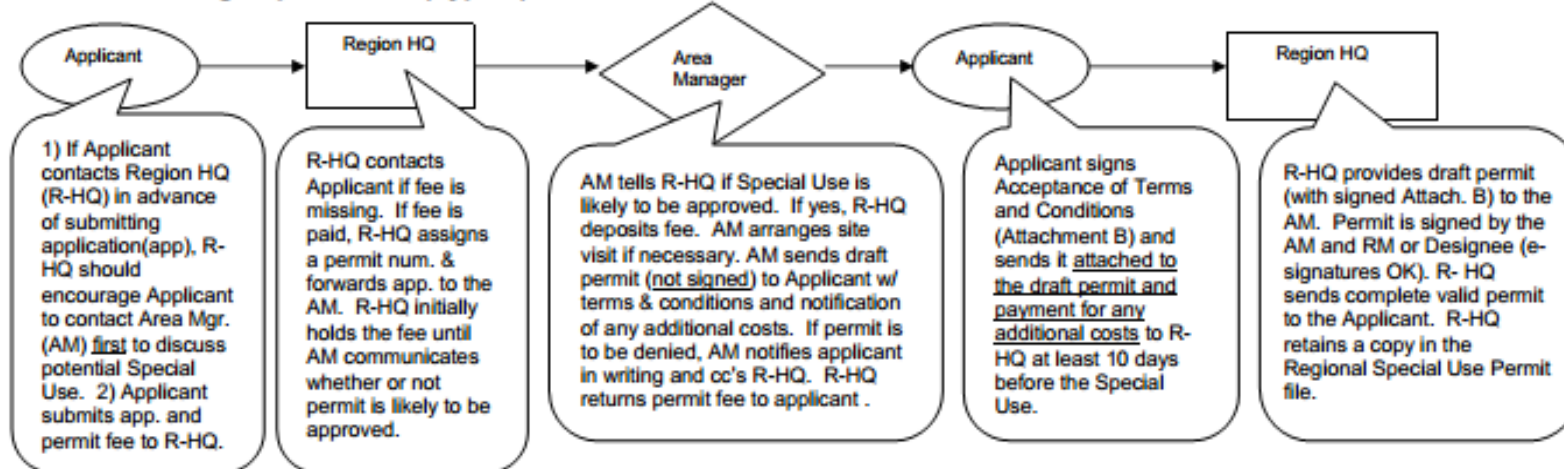 Applicant
Region HQ
Area
Manager
Applicant
Region HQ
1) If Applicant
contacts Region HQ
(R-HQ) in advance
of submitting
application(app), R-
HQ should
encourage Applicant
to contact Area Mgr.
(AM) first to discuss
potential Special
Use. 2) Applicant
submits app. and
permit fee to R-HQ.
R-HQ contacts
Applicant if fee is
missing. If fee is
paid, R-HQ assigns
a permit num. &
forwards app. to the
AM. R-HQ initially
holds the fee until
AM communicates
whether or not
permit is likely to be
approved.
AM tells R-HQ if Special Use is
likely to be approved. If yes, R-HQ
deposits fee. AM arranges site
visit if necessary. AM sends draft
permit (not signed) to Applicant w/
terms & conditions and notification
of any additional costs. If permit is
to be denied, AM notifies applicant
in writing and cc's R-HQ. R-HQ
returns permit fee to applicant .
Applicant signs
Acceptance of Terms
and Conditions
(Attachment B) and
sends it attached to
the draft permit and
payment for any
additional costs to R-
HQ at least 10 days
before the Special
Use.
R-HQ provides draft permit
(with signed Attach. B) to the
AM. Permit is signed by the
AM and RM or Designee (e-
signatures OK). R- HQ
sends complete valid permit
to the Applicant. R-HQ
retains a copy in the
Regional Special Use Permit
file.